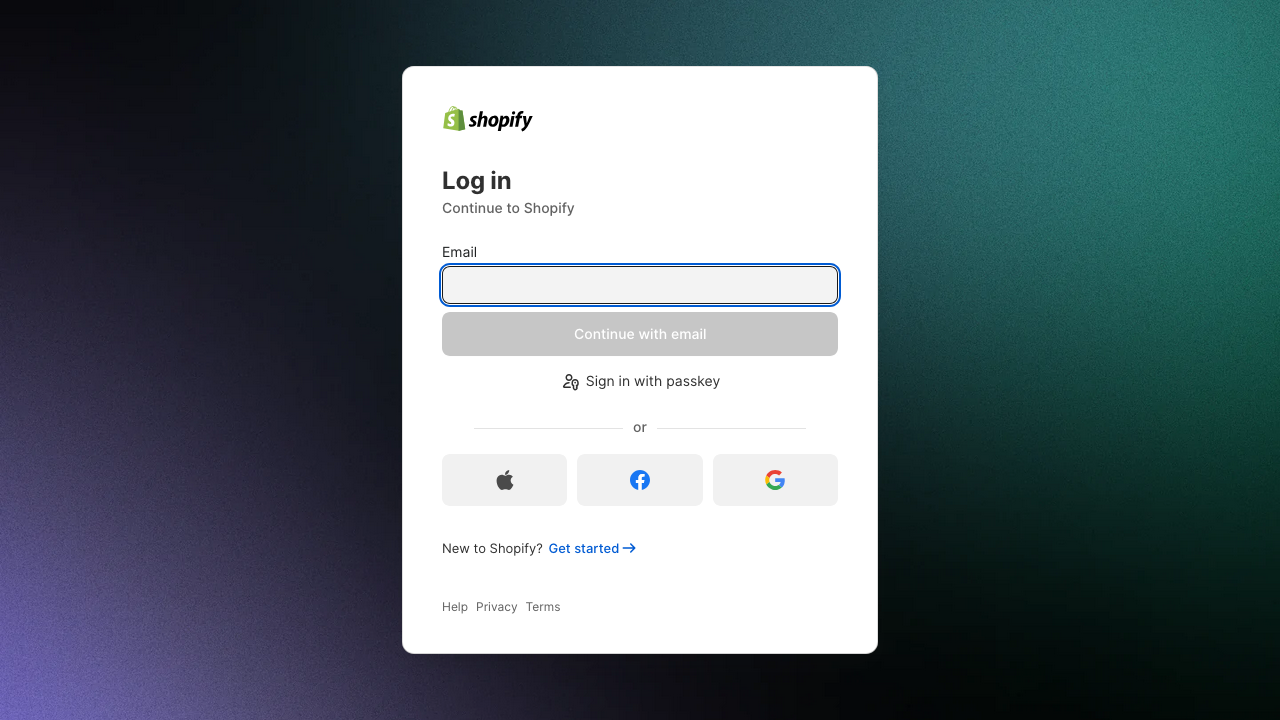 shopify
Log in
Continue to Shopify
Email
Continue with email
Sign in with passkey
or
New to Shopify? Get started
Help Privacy Terms